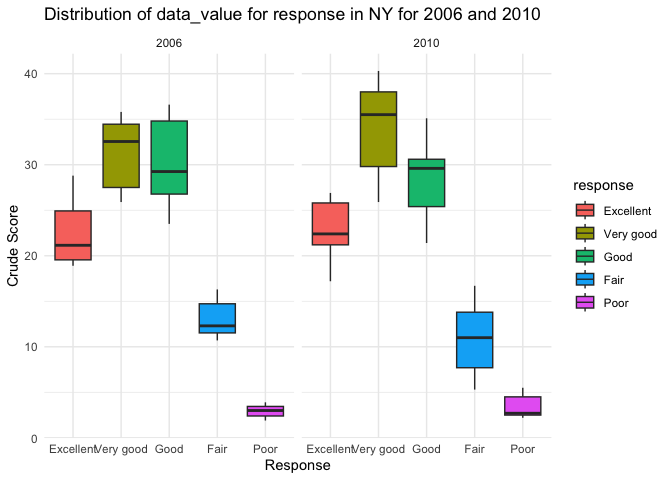 Distribution of data_value for response in NY for 2006 and 2010
2006
2010
Crude Score
40
30
20
10
0
Excellent Very good Good Fair Poor
Excellent Very good Good Fair Poor
Response
response
Excellent
Very good
Good
Fair
Poor